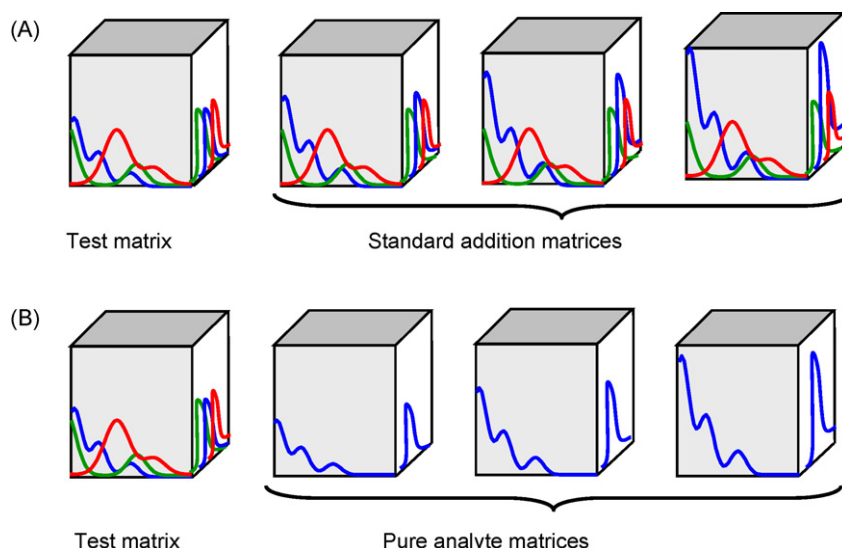 (A)
Test matrix
Standard addition matrices
(B)
Test matrix
Pure analyte matrices